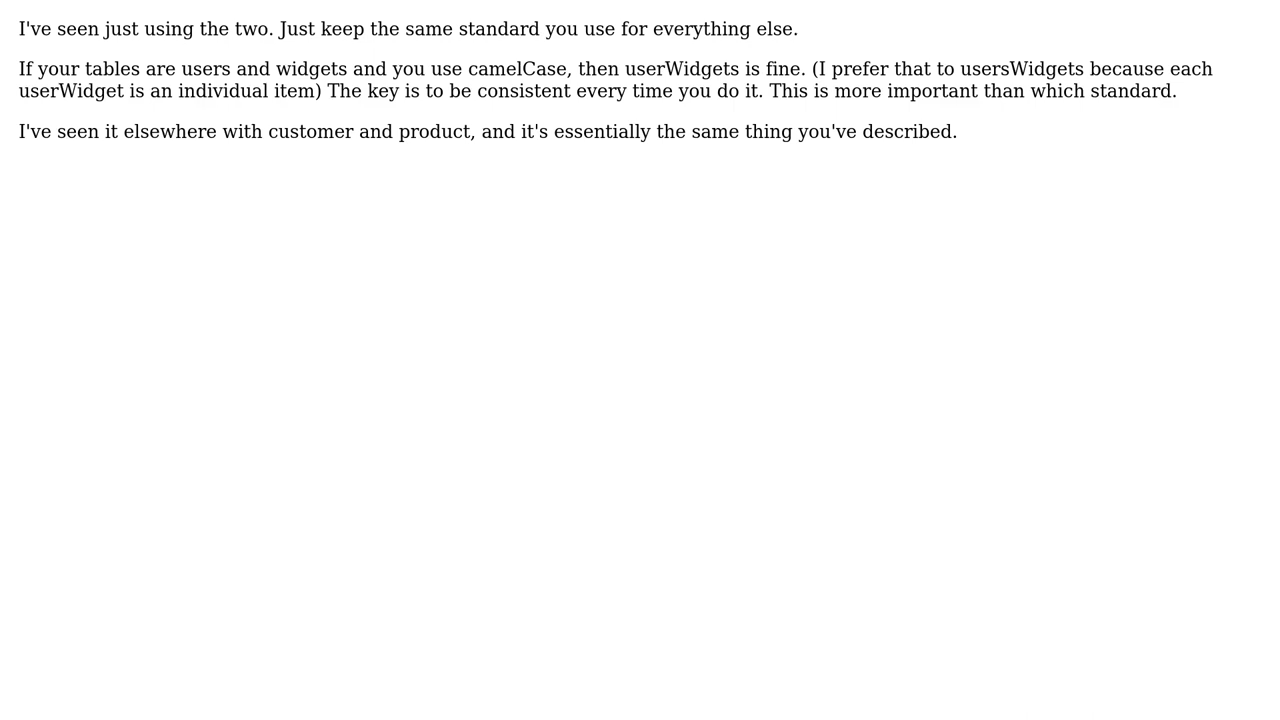 I've seen just using the two. Just keep the same standard you use for everything else.
If your tables are users and widgets and you use camelCase, then userWidgets is fine. (I prefer that to usersWidgets because each
userWidget is an individual item) The key is to be consistent every time you do it. This is more important than which standard.
I've seen it elsewhere with customer and product, and it's essentially the same thing you've described.